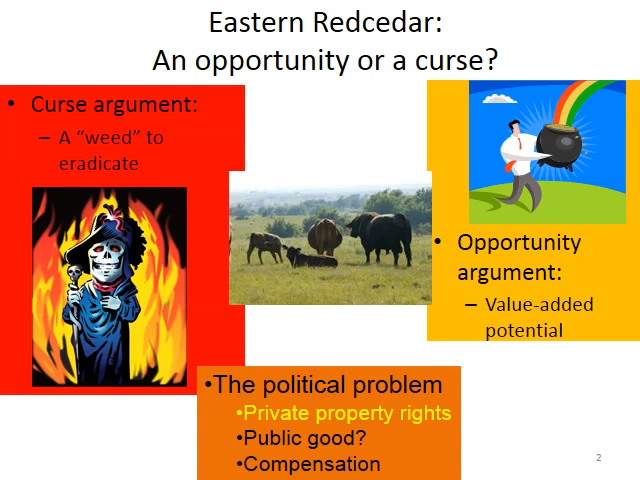 Eastern Redcedar:
An opportunity or a curse?
• Curse argument:
– A “weed” to
eradicate
• Opportunity
argument:
– Value-added
potential
•The political problem
•Private property rights
•Public good?
•Compensation
2